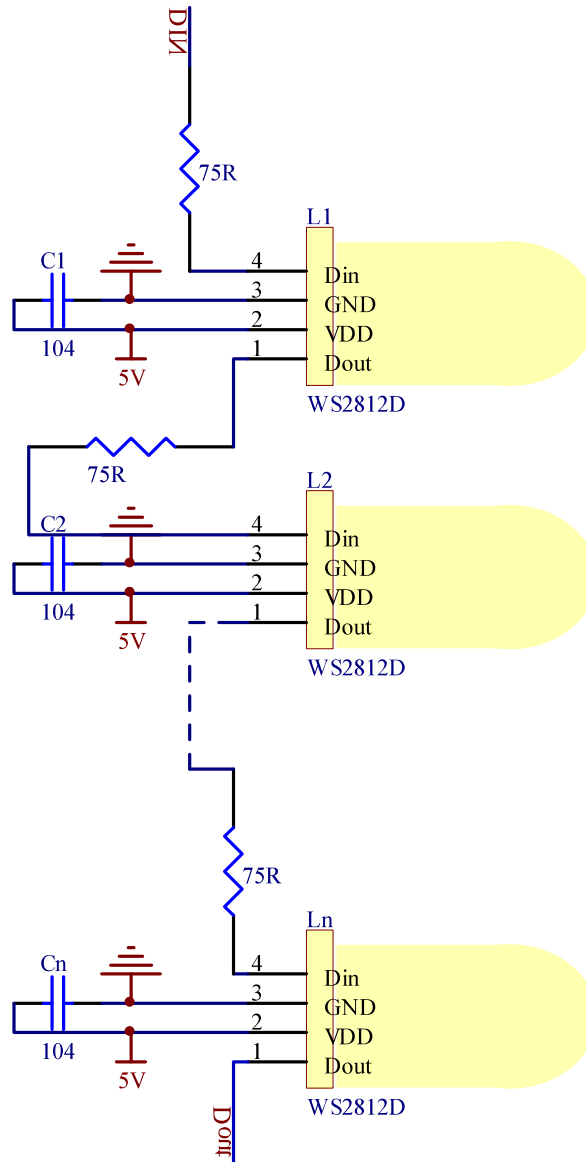 DIN
75R
L1
C1
4
Din
3
GND
2
VDD
104
1
Dout
5V
WS2812D
75R
L2
C2
4
Din
3
GND
2
VDD
104
1
Dout
5V
WS2812D
75R
Ln
Cn
4
Din
3
GND
2
VDD
104
1
Dout
5V
WS2812D
Dout